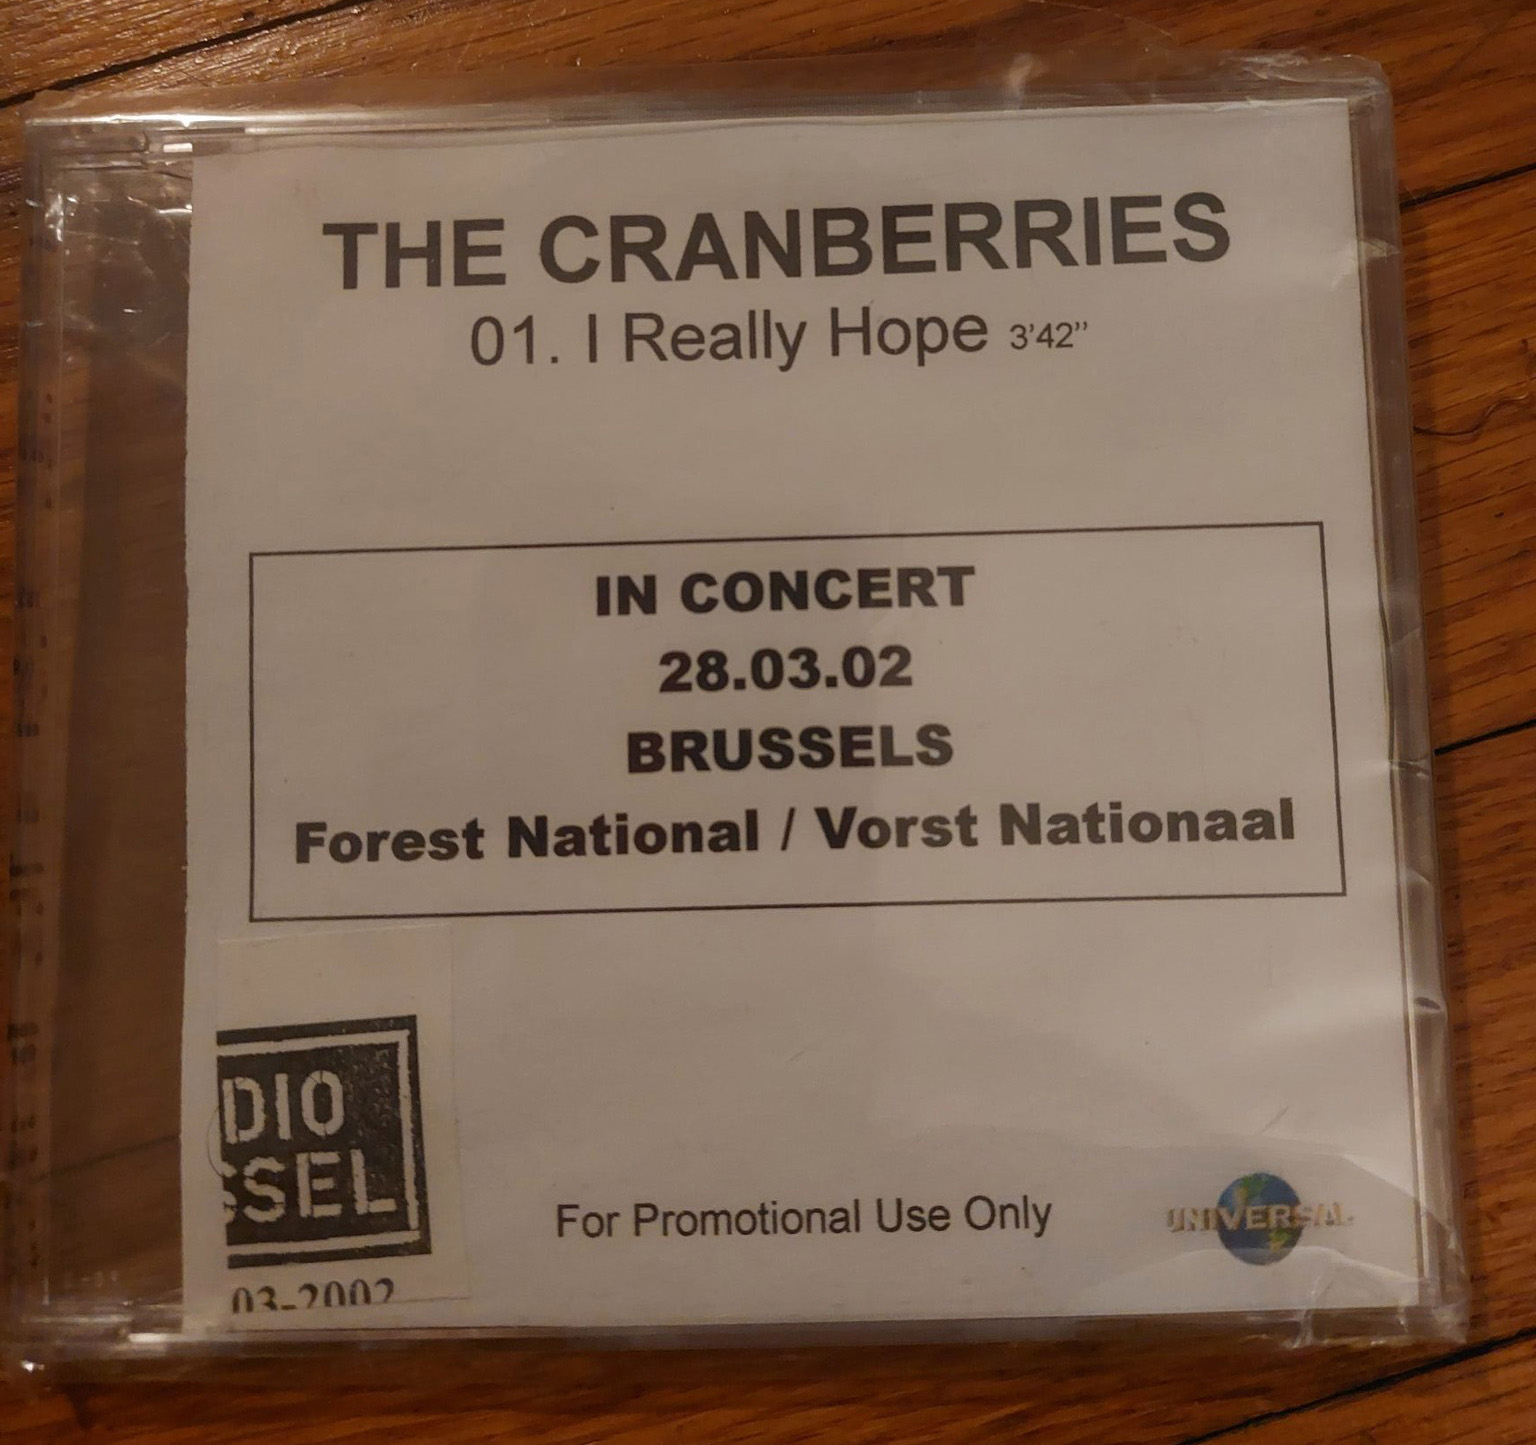 THE CRANBERRIES
01. I Really Hope 3'42''
IN CONCERT
28.03.02
BRUSSELS
Forest National / Vorst Nationaal
DIO
SSEL
03-2002
For Promotional Use Only
UNIVERSAL